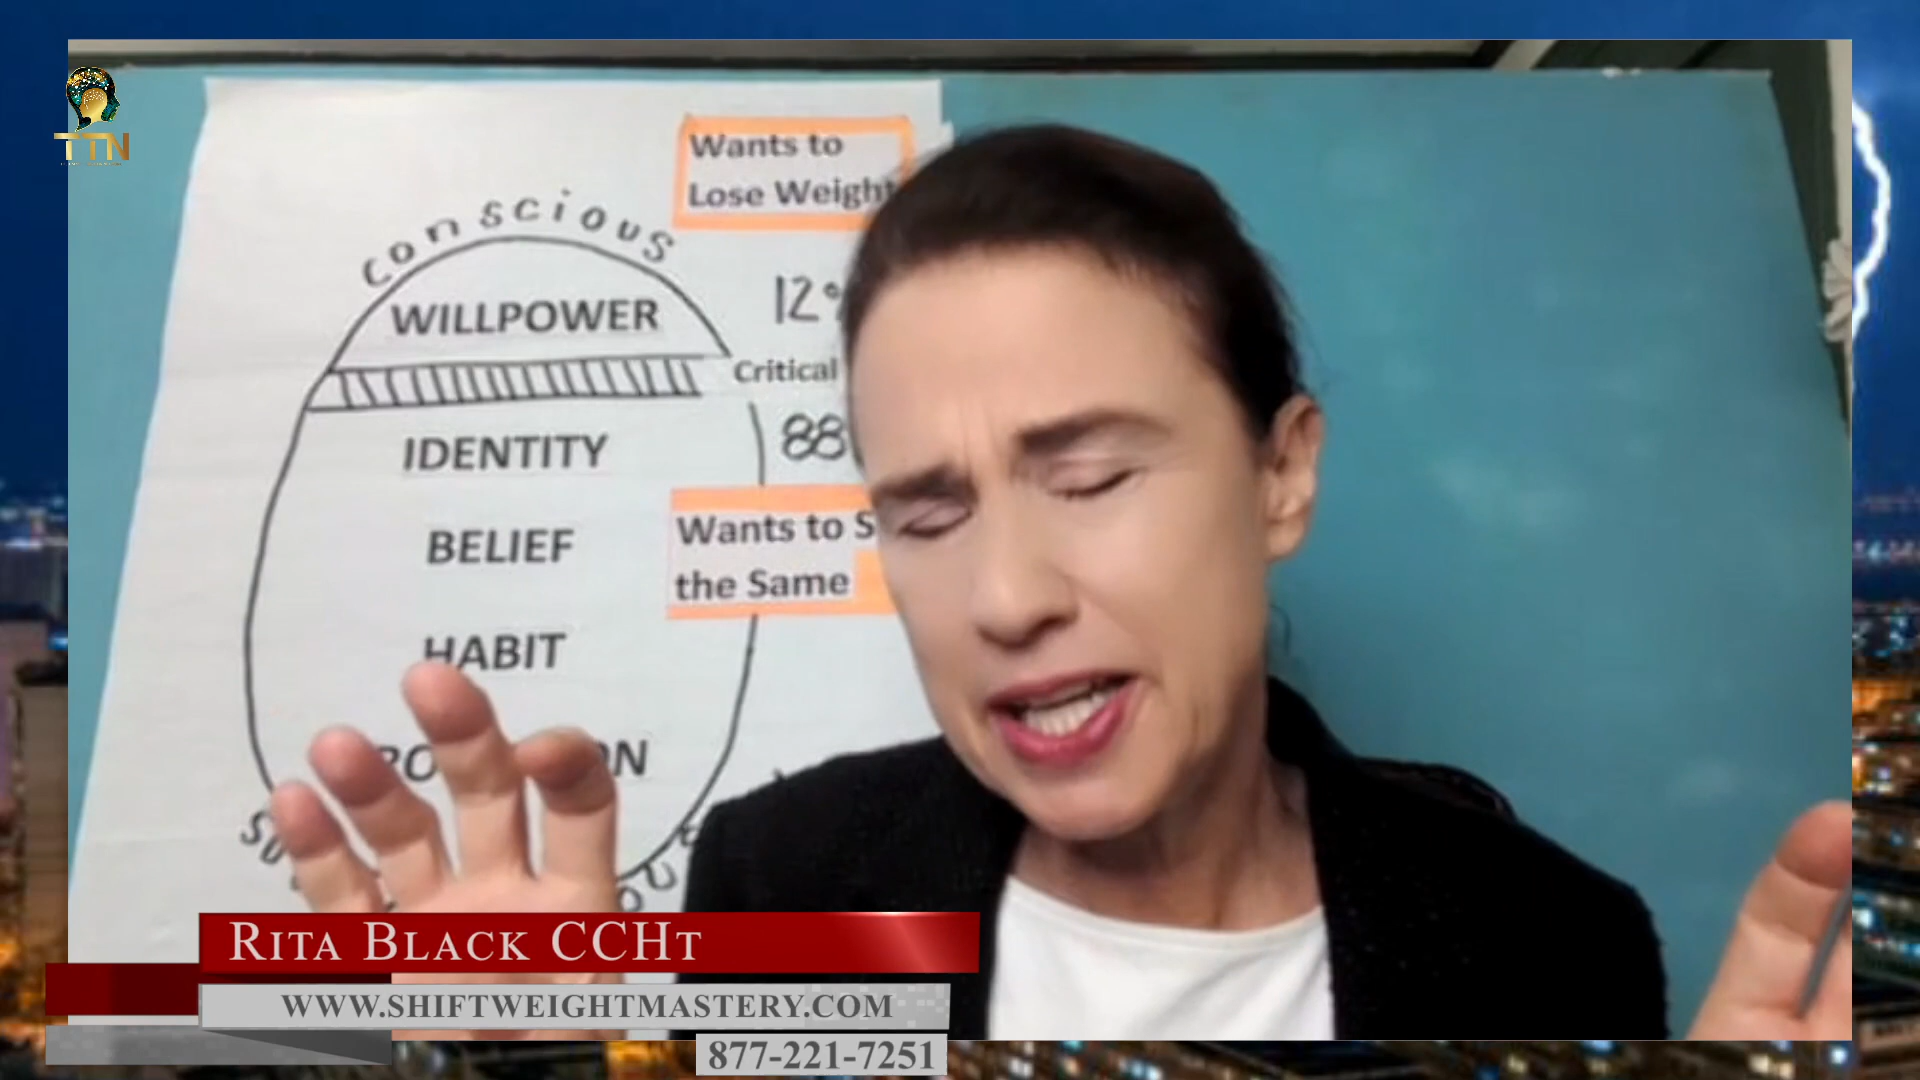 TTN
Wants to
Lose Weight
Conscious
WILLPOWER
12%
Critical
IDENTITY
88
Wants to S
the Same
BELIEF
HABIT
RITA BLACK CCHT
WWW.SHIFTWEIGHTMASTERY.COM
877-221-7251